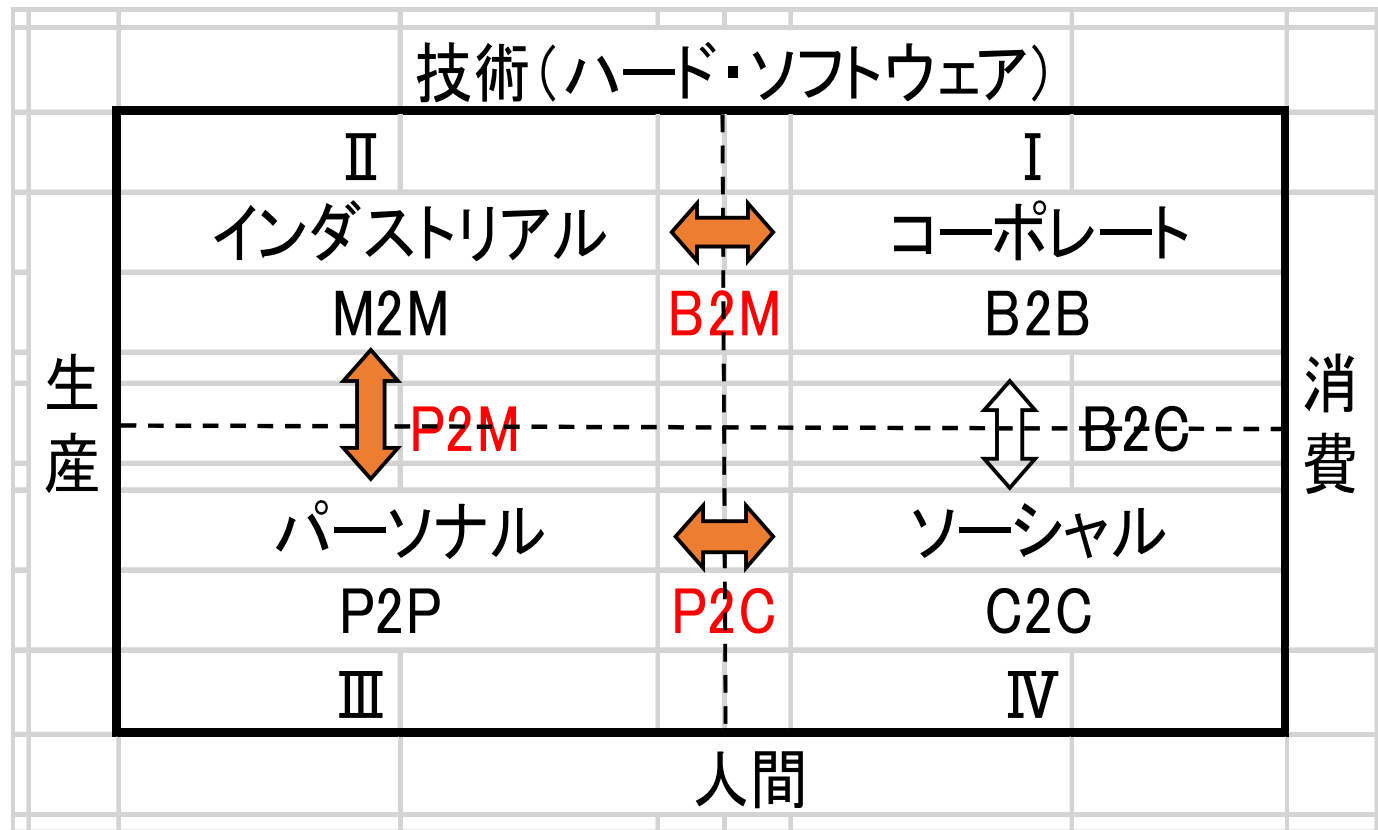 技術(ハード・ソフトウェア)
Ⅱ Ⅰ
インダストリアル コーポレート
M2M B2M B2B
生産 P2M B2C 消費
パーソナル ソーシャル
P2P P2C C2C
Ⅲ Ⅳ
人間